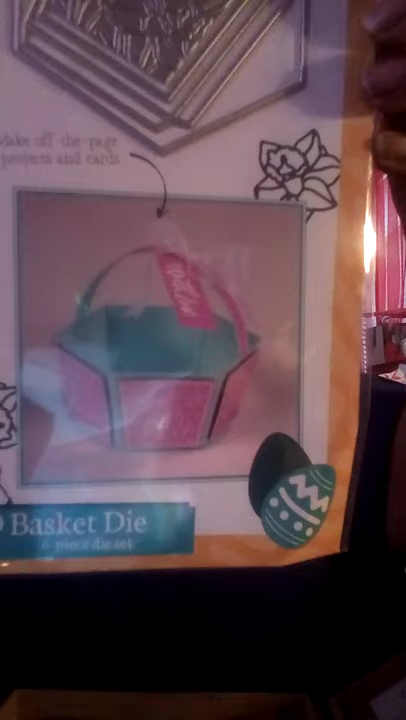 Make off the page
projects and cards
Basket Die
6 piece die set